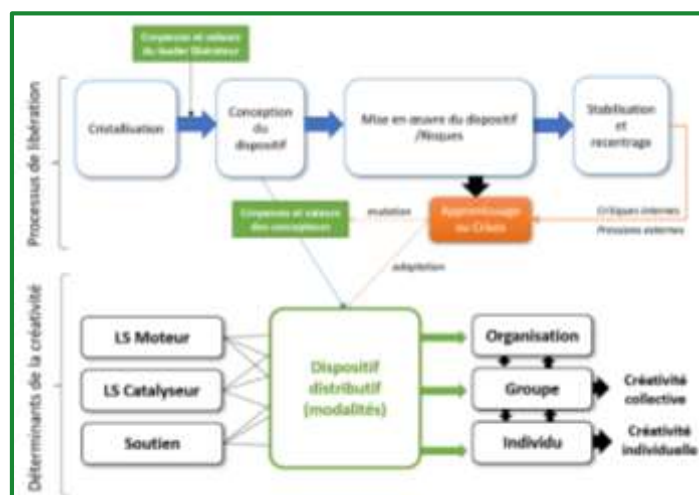 Croyances et valeurs
du leader libérateur
Processus de libération
Cristallisation
Conception
du
dispositif
Mise en œuvre du dispositif
/Risques
Stabilisation
et
recentrage
Croyances et valeurs
des concepteurs
mutation
Apprentissage
ou Crises
Critiques internes
Pressions externes
adaptation
Déterminants de la créativité
LS Moteur
LS Catalyseur
Soutien
Dispositif
distributif
(modalités)
Organisation
Groupe
Individu
Créativité
collective
Créativité
individuelle